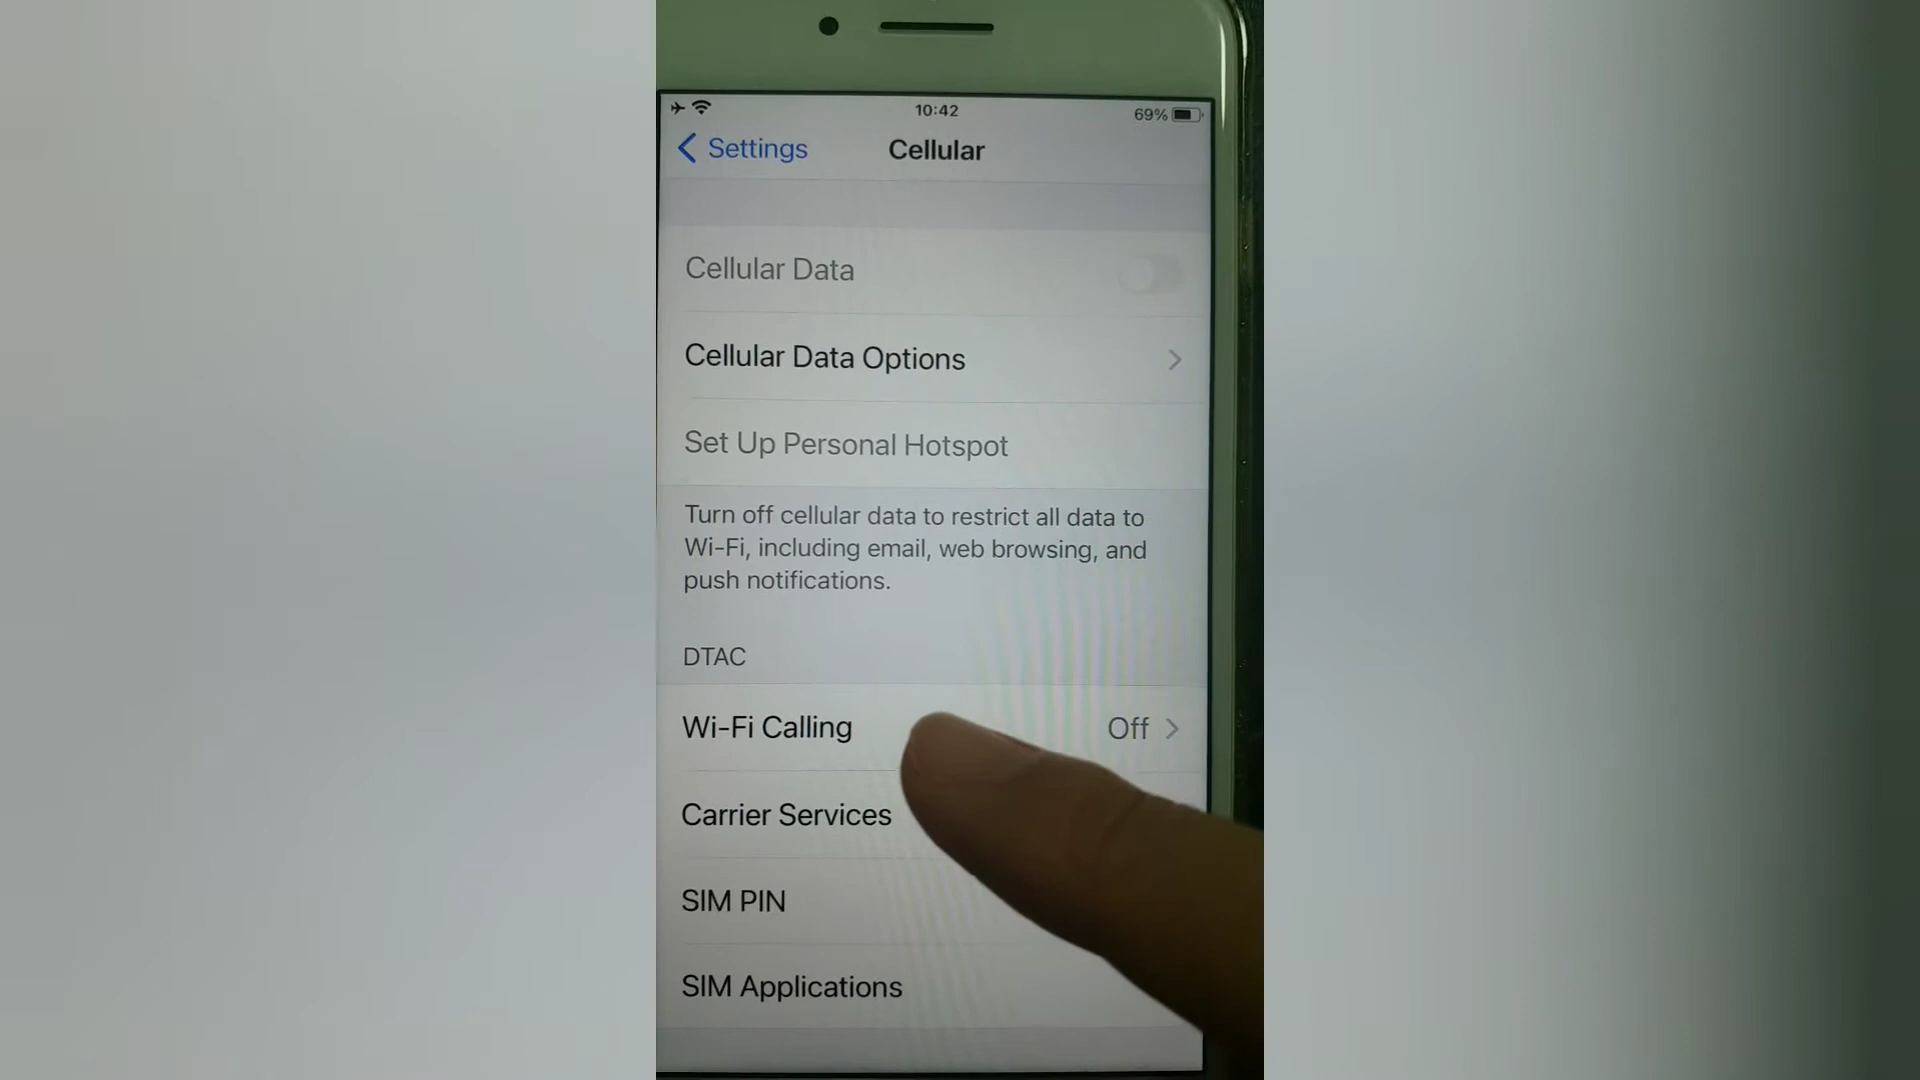 10:42
69%
Settings
Cellular
Cellular Data
Cellular Data Options
Set Up Personal Hotspot
Turn off cellular data to restrict all data to
Wi-Fi, including email, web browsing, and
push notifications.
DTAC
Wi-Fi Calling Off
Carrier Services
SIM PIN
SIM Applications